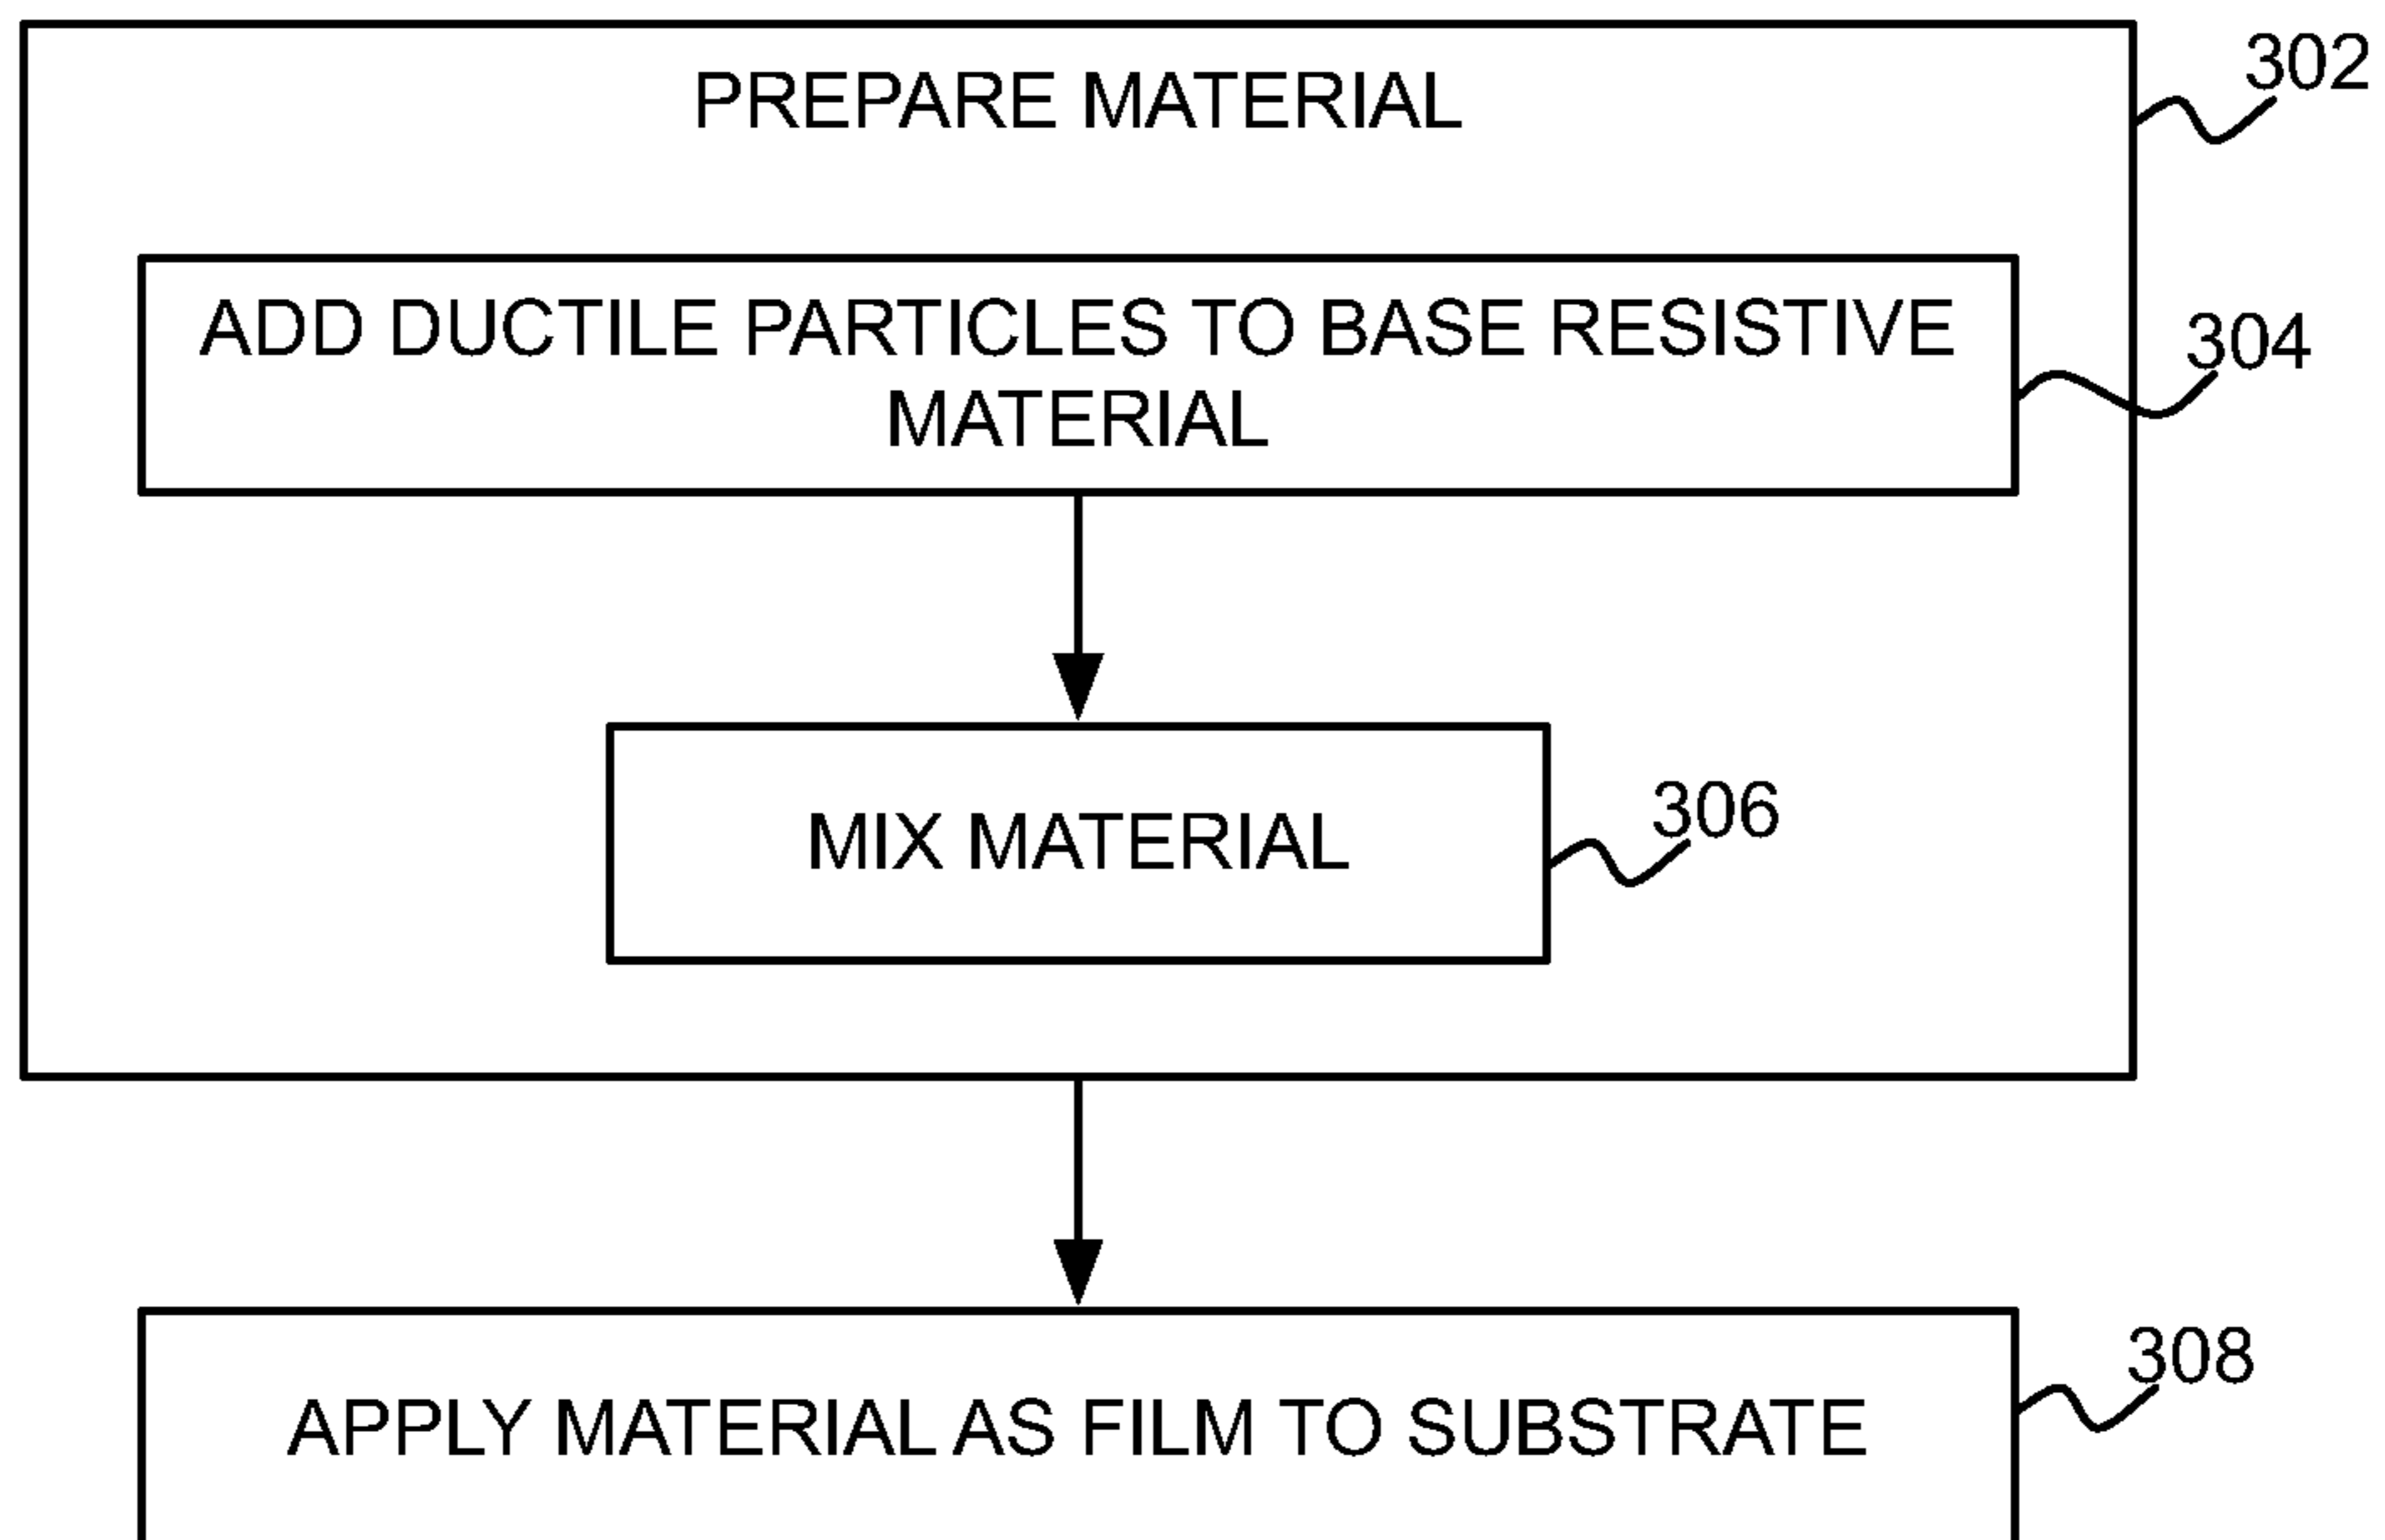 302
PREPARE MATERIAL
ADD DUCTILE PARTICLES TO BASE RESISTIVE
MATERIAL
304
MIX MATERIAL
306
308
APPLY MATERIAL AS FILM TO SUBSTRATE